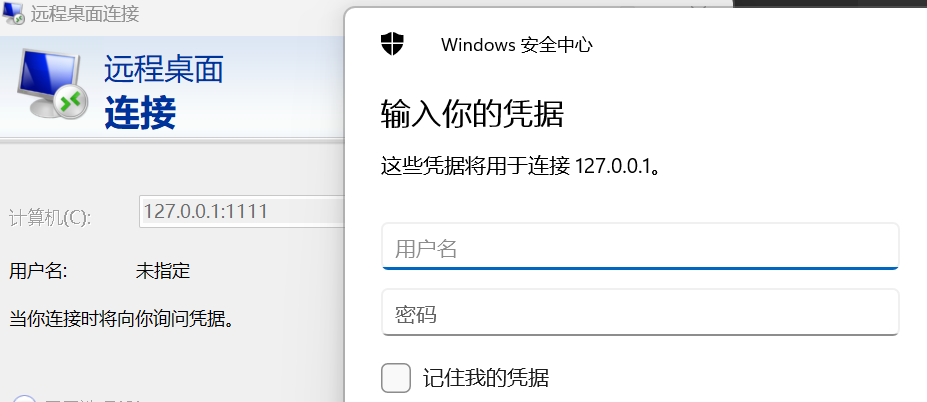 远程桌面连接
远程桌面
连接
计算机(C):
127.0.0.1:1111
用户名:
未指定
当你连接时将向你询问凭据。
Windows 安全中心
输入你的凭据
这些凭据将用于连接 127.0.0.1。
用户名
密码
记住我的凭据